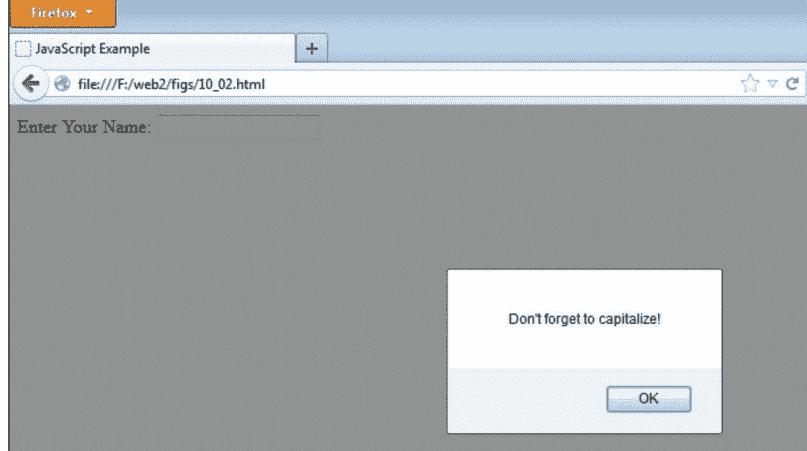 Firefox
JavaScript Example
file:///F:/web2/figs/10_02.html
Enter Your Name:
Don't forget to capitalize!
OK